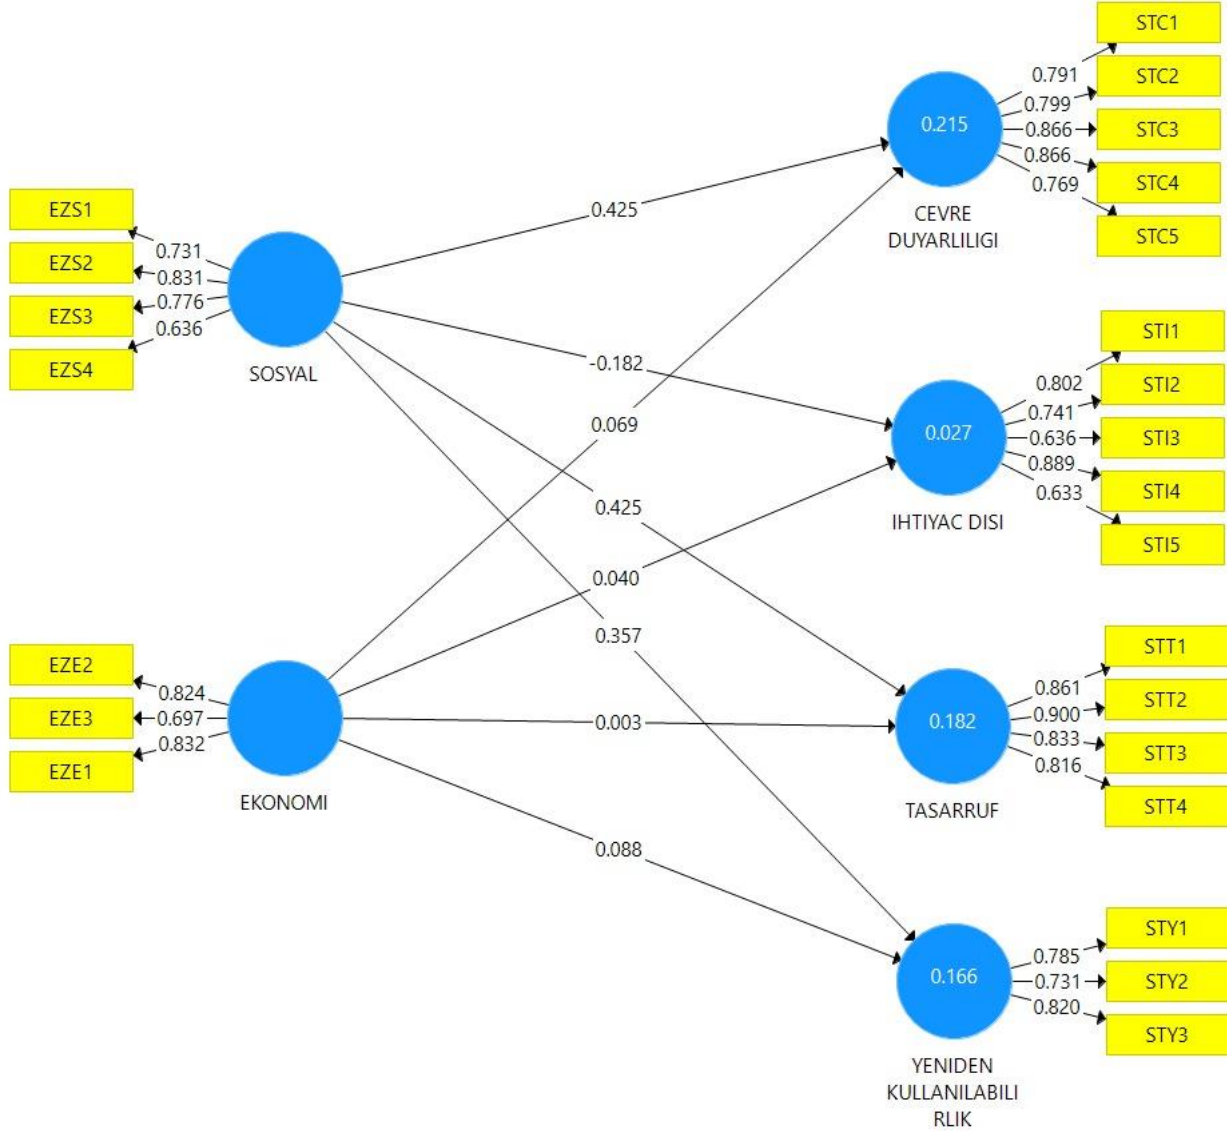 EZS1
EZS2
EZS3
EZS4
0.731
0.831
0.776
0.636
SOSYAL
EZE2
EZE3
EZE1
0.824
0.697
0.832
EKONOMI
0.425
-0.182
0.069
0.425
0.040
0.357
0.003
0.088
0.215
CEVRE
DUYARLILIGI
0.791
0.799
0.866
0.866
0.769
STC1
STC2
STC3
STC4
STC5
0.027
IHTIYAC DISI
0.802
0.741
0.636
0.889
0.633
STI1
STI2
STI3
STI4
STI5
0.182
TASARRUF
0.861
0.900
0.833
0.816
STT1
STT2
STT3
STT4
0.166
YENIDEN
KULLANILABILI
RLIK
0.785
0.731
0.820
STY1
STY2
STY3